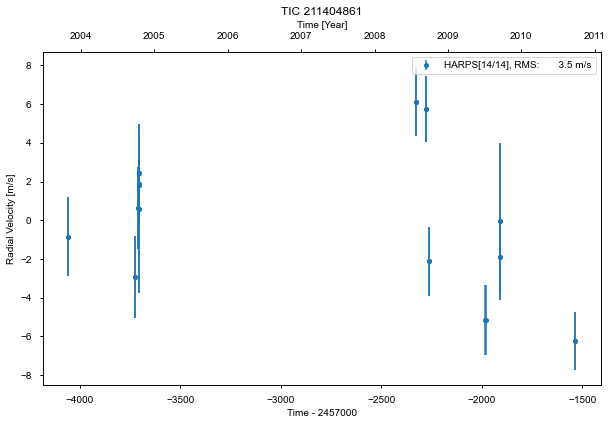 TIC 211404861
Time [Year]
2004 2005 2006 2007 2008 2009 2010 2011
HARPS[14/14], RMS: 3.5 m/s
8
6
4
2
0
−2
−4
−6
−8
Radial Velocity [m/s]
−4000 −3500 −3000 −2500 −2000 −1500
Time - 2457000